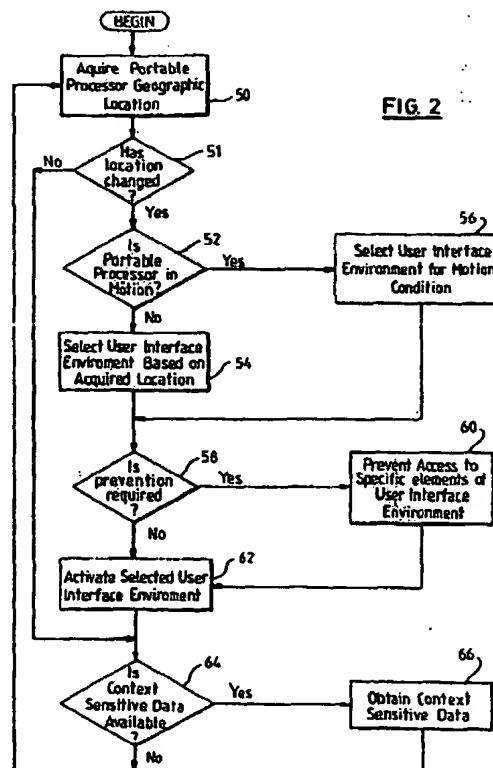 BEGIN
Aquire Portable
Processor Geographic
Location
50
FIG. 2
Has
location
changed
?
51
No
Yes
Is
Portable
Processor in
Motion?
52
Yes
No
56
Select User Interface
Environment for Motion
Condition
Select User Interface
Enviroment Based on
Acquired Location
54
Is
prevention
required
?
58
Yes
No
60
Prevent Access to
Specific elements of
User Interface
Environment
62
Activate Selected User
Interface Enviroment
Is
Context
Sensitive Data
Available
?
64
Yes
No
66
Obtain Context
Sensitive Data